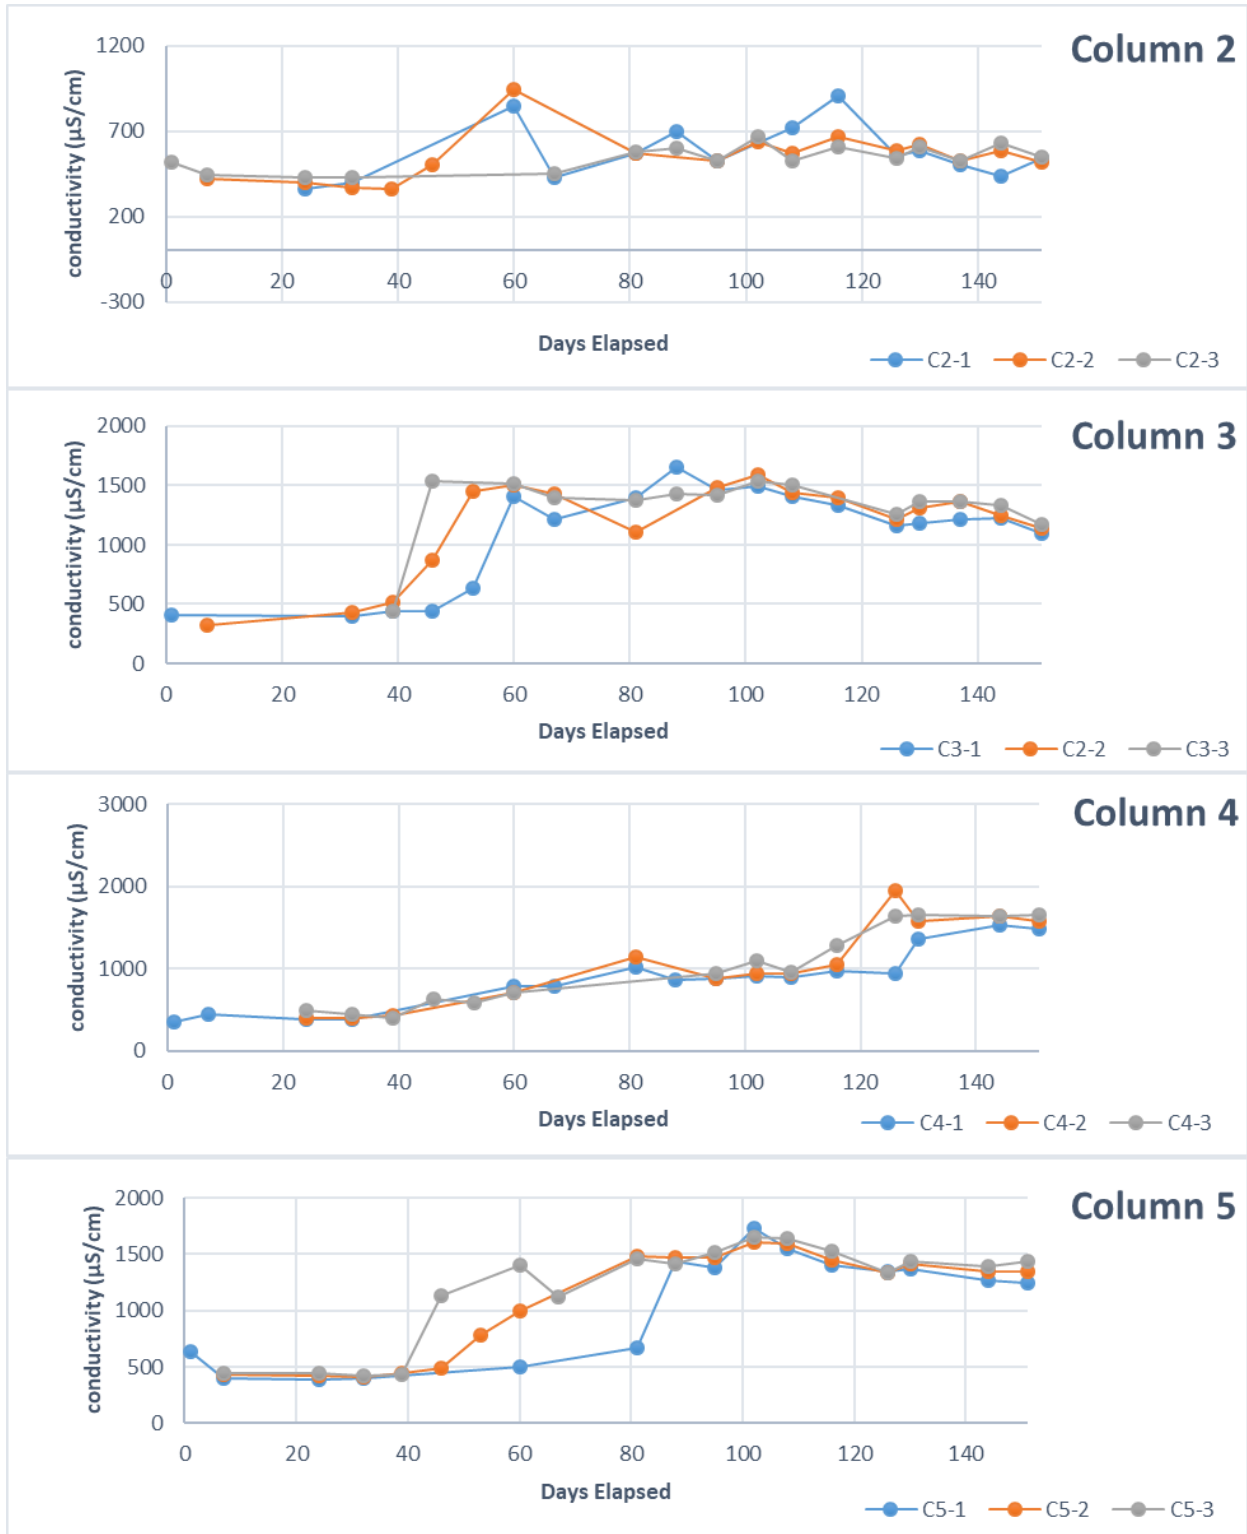 Column 2
conductivity (µS/cm)
1200
700
200
-300
0 20 40 60 80 100 120 140
Days Elapsed
C2-1 C2-2 C2-3
Column 3
conductivity (µS/cm)
2000
1500
1000
500
0
0 20 40 60 80 100 120 140
Days Elapsed
C3-1 C2-2 C3-3
Column 4
conductivity (µS/cm)
3000
2000
1000
0
0 20 40 60 80 100 120 140
Days Elapsed
C4-1 C4-2 C4-3
Column 5
conductivity (µS/cm)
2000
1500
1000
500
0
0 20 40 60 80 100 120 140
Days Elapsed
C5-1 C5-2 C5-3